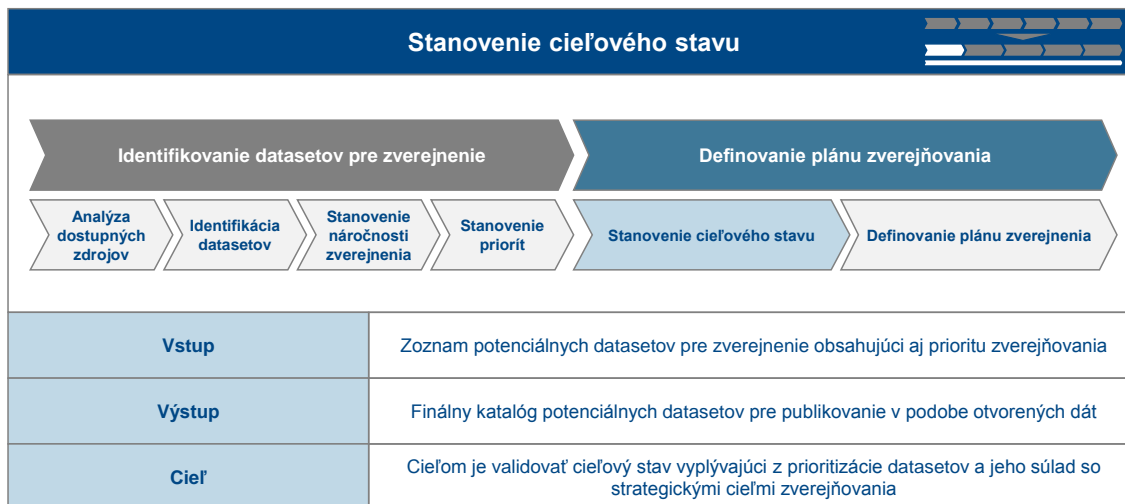 Stanovenie cieľového stavu
Identifikovanie datasetov pre zverejnenie
Definovanie plánu zverejňovania
Analýza
dostupných
zdrojov
Identifikácia
datasetov
Stanovenie
náročnosti
zverejnenia
Stanovenie
priorít
Stanovenie cieľového stavu
Definovanie plánu zverejnenia
Vstup
Zoznam potenciálnych datasetov pre zverejnenie obsahujúci aj prioritu zverejňovania
Výstup
Finálny katalóg potenciálnych datasetov pre publikovanie v podobe otvorených dát
Cieľ
Cieľom je validovať cieľový stav vyplývajúci z prioritizácie datasetov a jeho súlad so
strategickými cieľmi zverejňovania